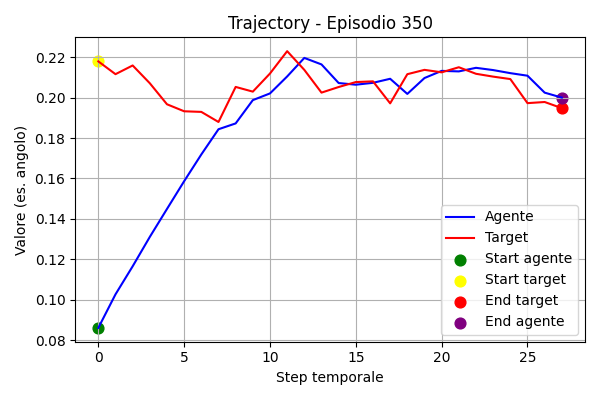 Trajectory - Episodio 350
Valore (es. angolo)
0.22
0.20
0.18
0.16
0.14
0.12
0.10
0.08
0
5
10
15
20
25
Step temporale
Agente
Target
Start agente
Start target
End target
End agente